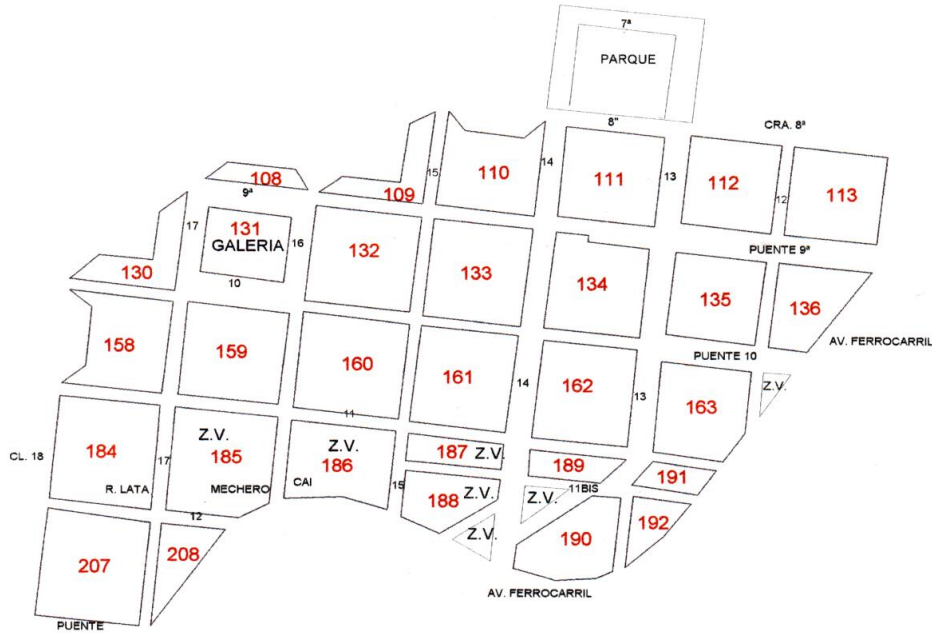 7ª
PARQUE
8ª
CRA. 8ª
108
9ª
109
15
110
14
111
13
112
12
113
17
131
GALERIA
16
132
133
134
PUENTE 9ª
135
136
130
10
AV. FERROCARRIL
158
159
160
161
14
162
13
PUENTE 10
163
Z.V.
11
CL. 18
184
R. LATA
17
Z.V.
185
MECHERO
Z.V.
186
CAI
15
187
Z.V.
188
Z.V.
189
11BIS
Z.V.
191
12
Z.V.
190
192
207
208
AV. FERROCARRIL
PUENTE